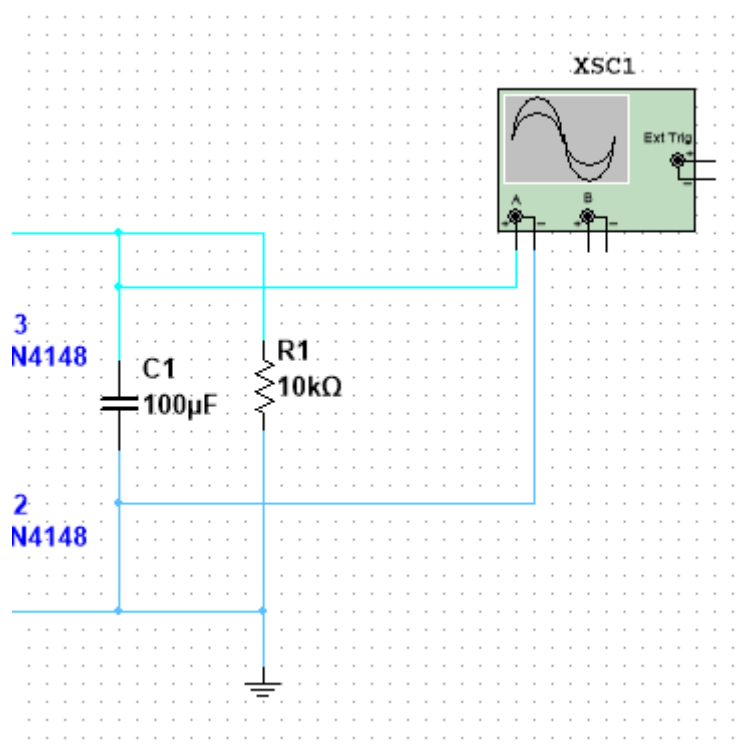 XSC1
Ext Trig
+
−
A
B
+ −
+ −
3
N4148
C1
100µF
R1
10kΩ
2
N4148